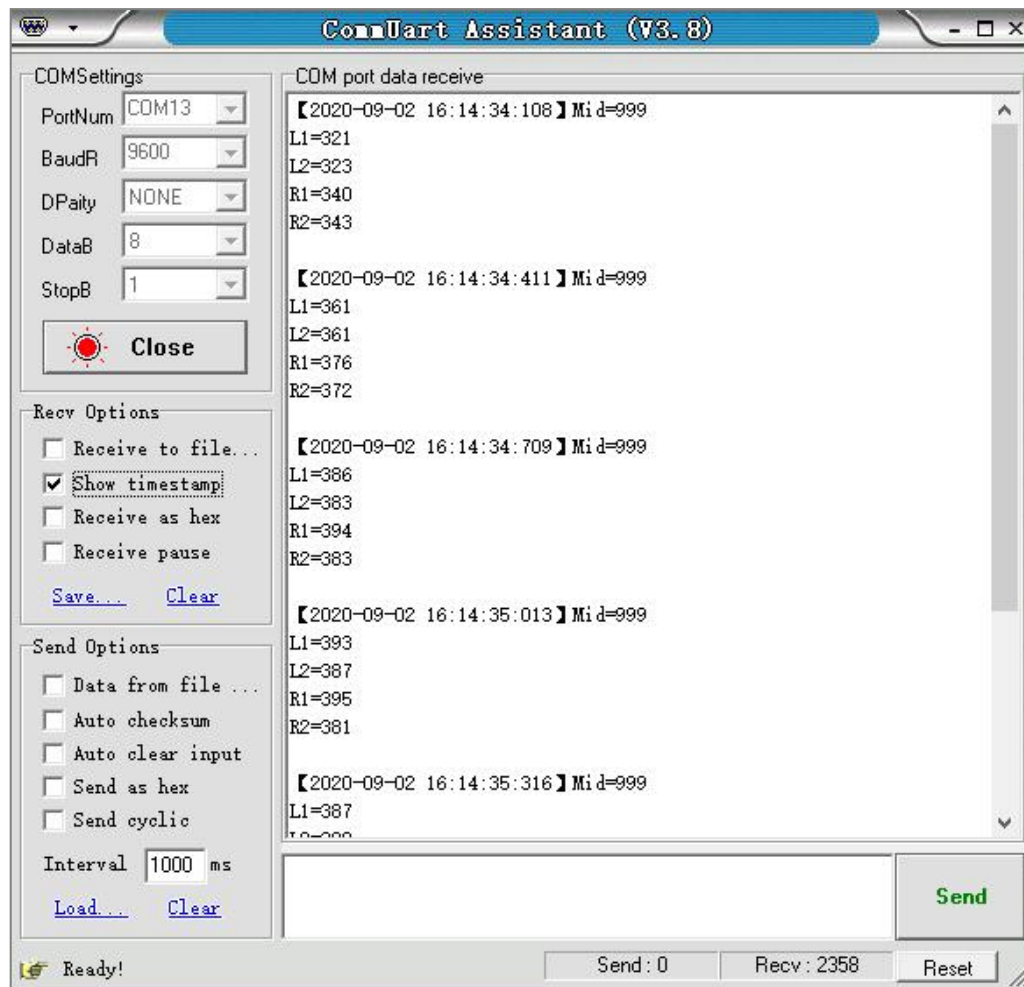 CommUart Assistant (V3.8)
COMSettings
PortNum COM13
BaudR 9600
DPaity NONE
DataB 8
StopB 1
Close
Recv Options
Receive to file...
Show timestamp
Receive as hex
Receive pause
Save... Clear
Send Options
Data from file ...
Auto checksum
Auto clear input
Send as hex
Send cyclic
Interval 1000 ms
Load... Clear
COM port data receive
【2020-09-02 16:14:34:108】Mid=999
L1=321
L2=323
R1=340
R2=343
【2020-09-02 16:14:34:411】Mid=999
L1=361
L2=361
R1=376
R2=372
【2020-09-02 16:14:34:709】Mid=999
L1=386
L2=383
R1=394
R2=383
【2020-09-02 16:14:35:013】Mid=999
L1=393
L2=387
R1=395
R2=381
【2020-09-02 16:14:35:316】Mid=999
L1=387
Send
Ready!
Send : 0
Recv : 2358
Reset